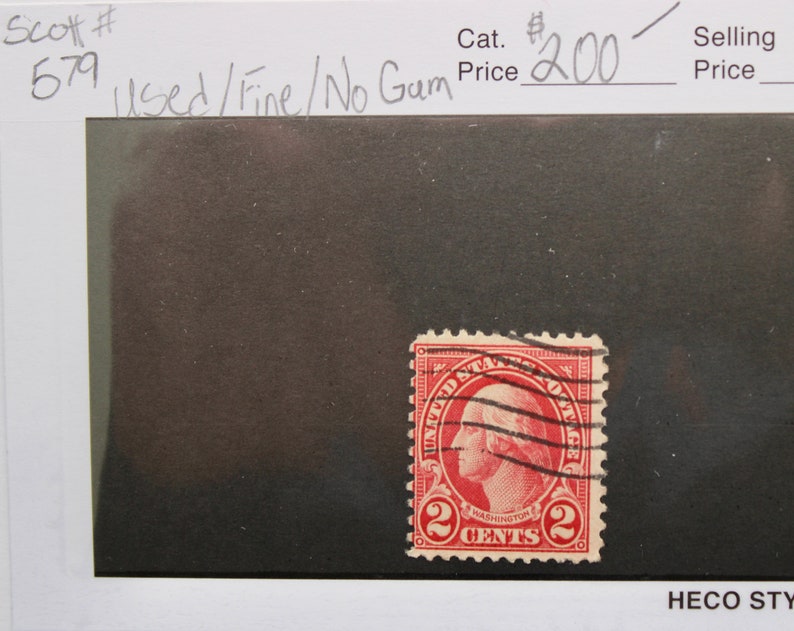 Scott #
579
Used/Fine/No Gum
Cat. Price $200
Selling Price
UNITED STATES POSTAGE
WASHINGTON
2 CENTS 2
HECO STY